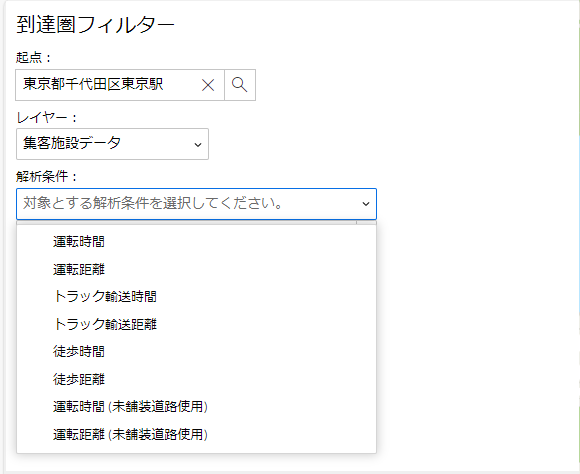 到達圏フィルター
起点：
東京都千代田区東京駅
レイヤー：
集客施設データ
解析条件：
対象とする解析条件を選択してください。
運転時間
運転距離
トラック輸送時間
トラック輸送距離
徒歩時間
徒歩距離
運転時間 (未舗装道路使用)
運転距離 (未舗装道路使用)